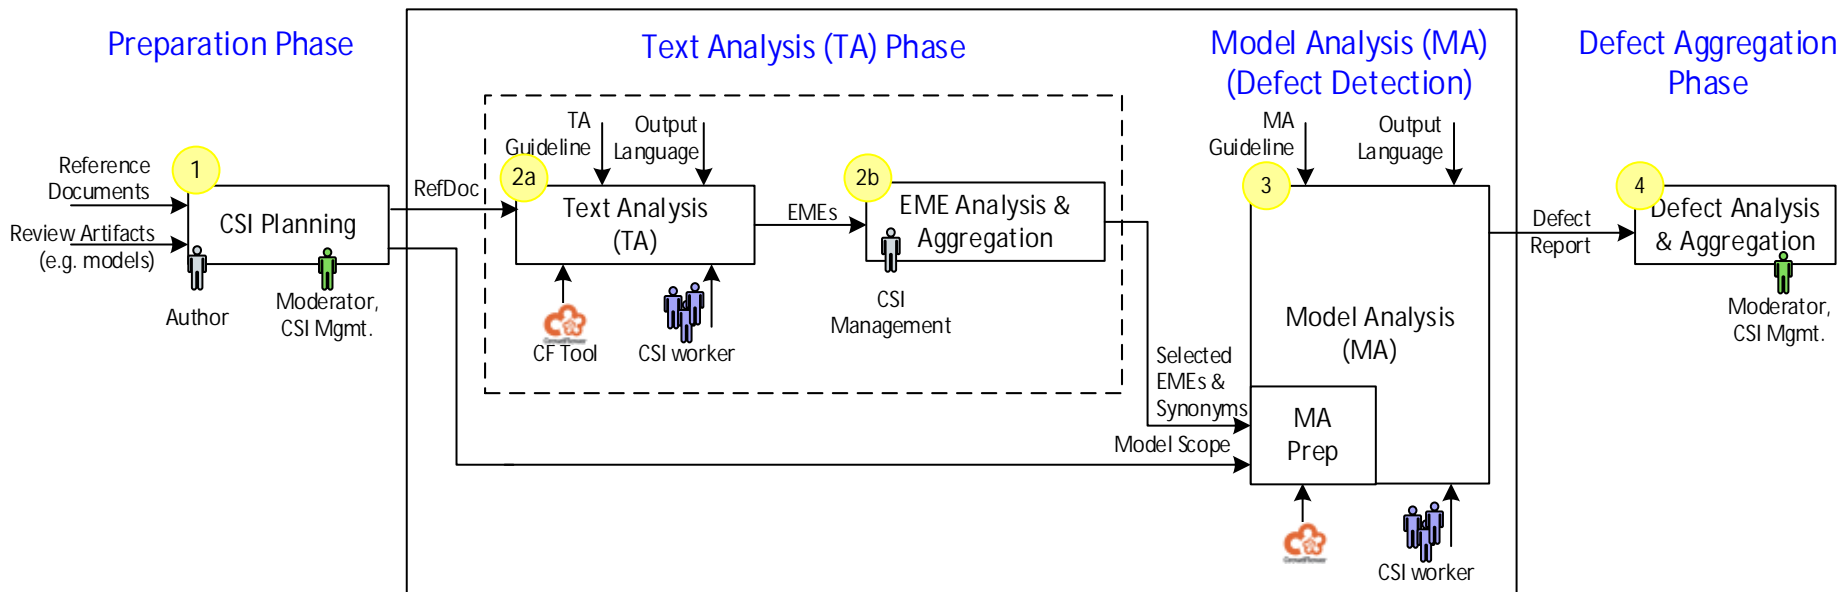 Preparation Phase
Text Analysis (TA) Phase
Model Analysis (MA)
(Defect Detection)
Defect Aggregation
Phase
Reference
Documents
Review Artifacts
(e.g. models)
1
CSI Planning
Author
Moderator,
CSI Mgmt.
RefDoc
TA
Guideline
Output
Language
2a
Text Analysis
(TA)
CF Tool
CSI worker
EMEs
2b
EME Analysis &
Aggregation
CSI
Management
Selected
EMEs &
Synonyms
Model Scope
MA
Guideline
Output
Language
3
Model Analysis
(MA)
MA
Prep
CSI worker
Defect
Report
4
Defect Analysis
& Aggregation
Moderator,
CSI Mgmt.